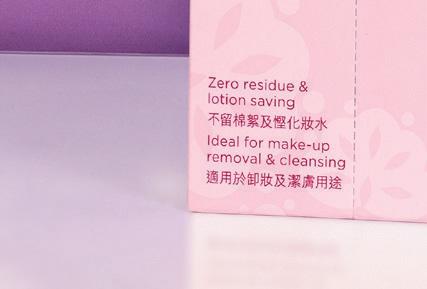 Zero residue &
lotion saving
不留棉絮及慳化妝水
Ideal for make-up
removal & cleansing
適用於卸妝及潔膚用途